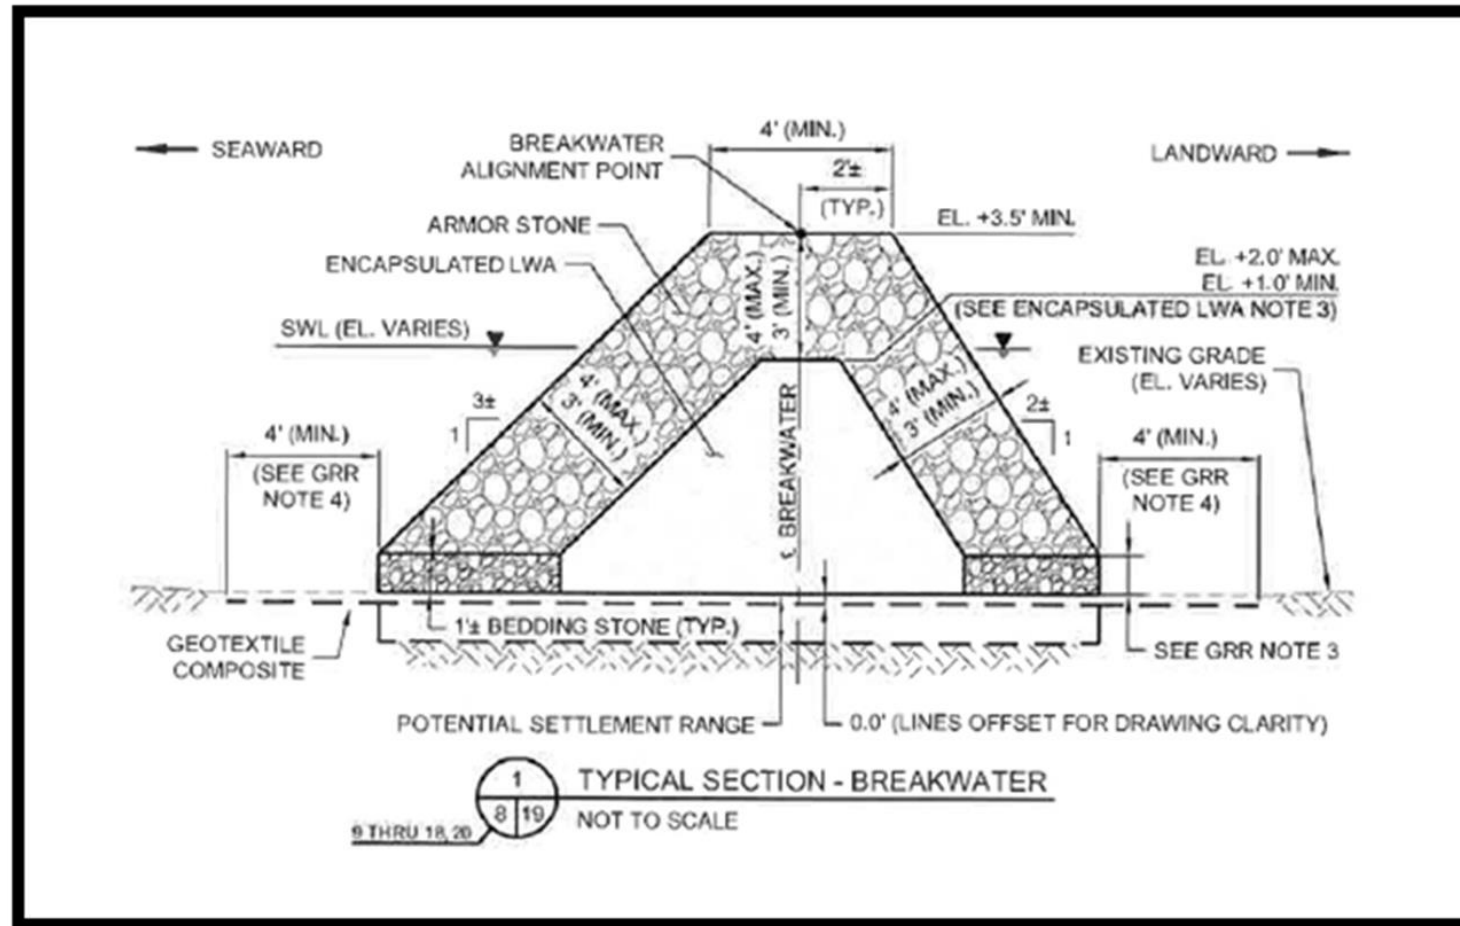 SEAWARD
LANDWARD
BREAKWATER
ALIGNMENT POINT
4' (MIN.)
2'±
(TYP.)
ARMOR STONE
ENCAPSULATED LWA
EL. +3.5' MIN.
EL. +2.0' MAX.
EL. +1.0' MIN.
(SEE ENCAPSULATED LWA NOTE 3)
SWL (EL. VARIES)
4' (MAX.)
3' (MIN.)
EXISTING GRADE
(EL. VARIES)
4' (MAX.)
3' (MIN.)
4' (MAX.)
3' (MIN.)
3±
1
2±
1
4' (MIN.)
(SEE GRR
NOTE 4)
4' (MIN.)
(SEE GRR
NOTE 4)
℄ BREAKWATER
GEOTEXTILE
COMPOSITE
1'± BEDDING STONE (TYP.)
SEE GRR NOTE 3
POTENTIAL SETTLEMENT RANGE
0.0' (LINES OFFSET FOR DRAWING CLARITY)
1
8 19
9 THRU 18, 20
TYPICAL SECTION - BREAKWATER
NOT TO SCALE